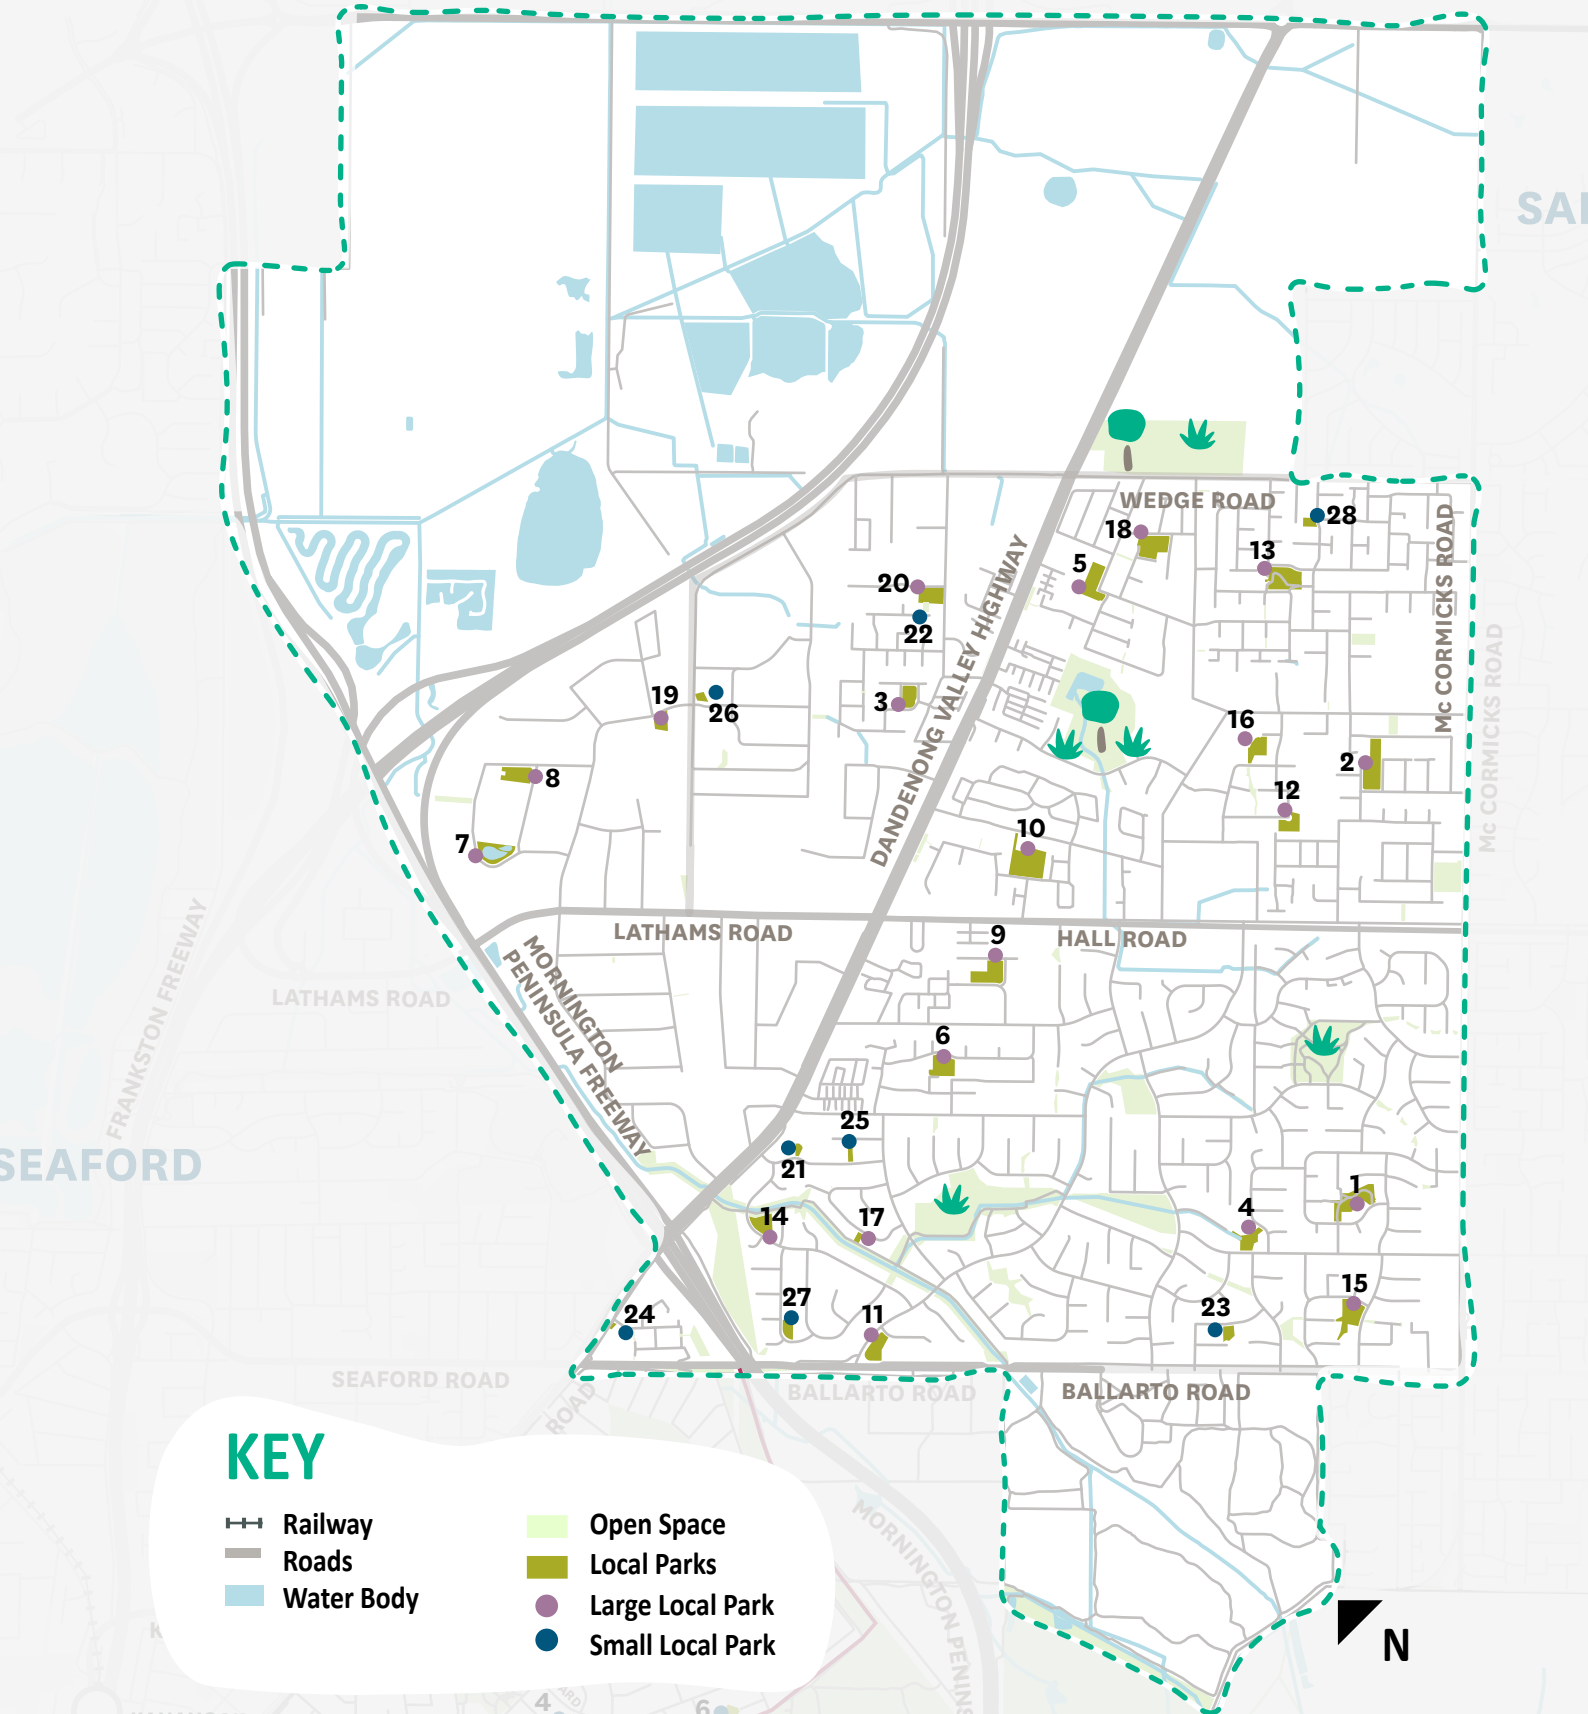 SAN
WEDGE ROAD
28
18
13
5
20
22
DANDENONG VALLEY HIGHWAY
Mc CORMICKS ROAD
Mc CORMICKS ROAD
19
26
3
16
2
8
12
7
10
LATHAMS ROAD
HALL ROAD
9
MORNINGTON
PENINSULA FREEWAY
LATHAMS ROAD
FRANKSTON FREEWAY
6
25
21
SEAFORD
1
14
17
4
27
11
23
15
24
SEAFORD ROAD
BALLARTO ROAD
BALLARTO ROAD
ROAD
KEY
Railway
Roads
Water Body
Open Space
Local Parks
Large Local Park
Small Local Park
MORNINGTON PENINS
N
4
6